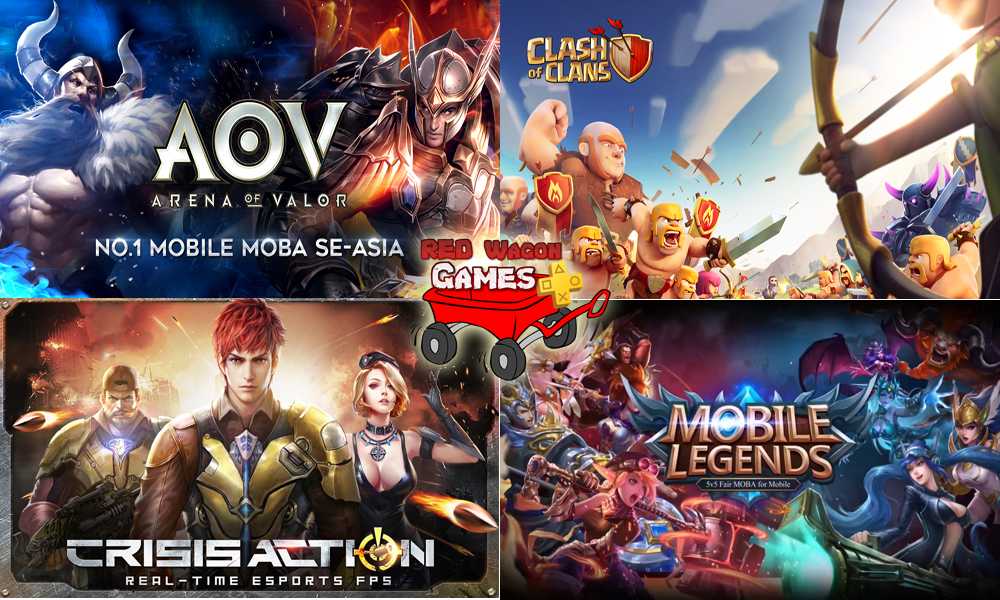 AOV
ARENA OF VALOR
NO.1 MOBILE MOBA SE-ASIA
CLASH
of CLANS
RED WAGON
GAMES
CRISIS ACTION
REAL-TIME ESPORTS FPS
MOBILE
LEGENDS
5v5 Fair MOBA for Mobile